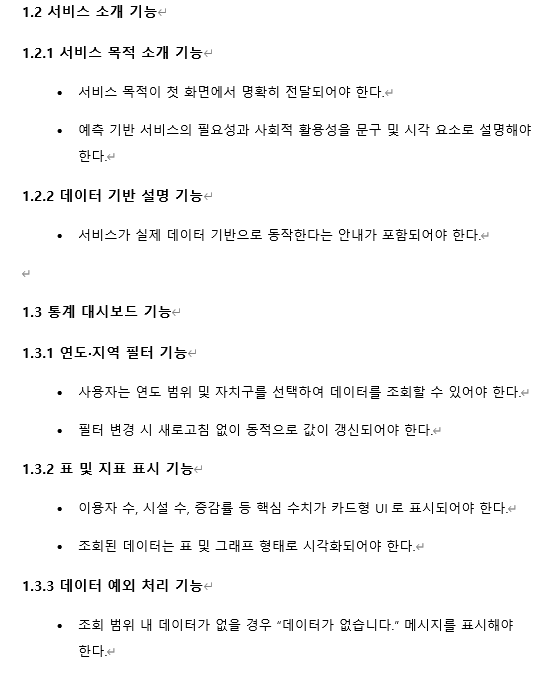 1.2 서비스 소개 기능↵
1.2.1 서비스 목적 소개 기능↵
• 서비스 목적이 첫 화면에서 명확히 전달되어야 한다.↵
• 예측 기반 서비스의 필요성과 사회적 활용성을 문구 및 시각 요소로 설명해야
한다.↵
1.2.2 데이터 기반 설명 기능↵
• 서비스가 실제 데이터 기반으로 동작한다는 안내가 포함되어야 한다.↵
↵
1.3 통계 대시보드 기능↵
1.3.1 연도·지역 필터 기능↵
• 사용자는 연도 범위 및 자치구를 선택하여 데이터를 조회할 수 있어야 한다.↵
• 필터 변경 시 새로고침 없이 동적으로 값이 갱신되어야 한다.↵
1.3.2 표 및 지표 표시 기능↵
• 이용자 수, 시설 수, 증감률 등 핵심 수치가 카드형 UI로 표시되어야 한다.↵
• 조회된 데이터는 표 및 그래프 형태로 시각화되어야 한다.↵
1.3.3 데이터 예외 처리 기능↵
• 조회 범위 내 데이터가 없을 경우 “데이터가 없습니다.” 메시지를 표시해야
한다.↵